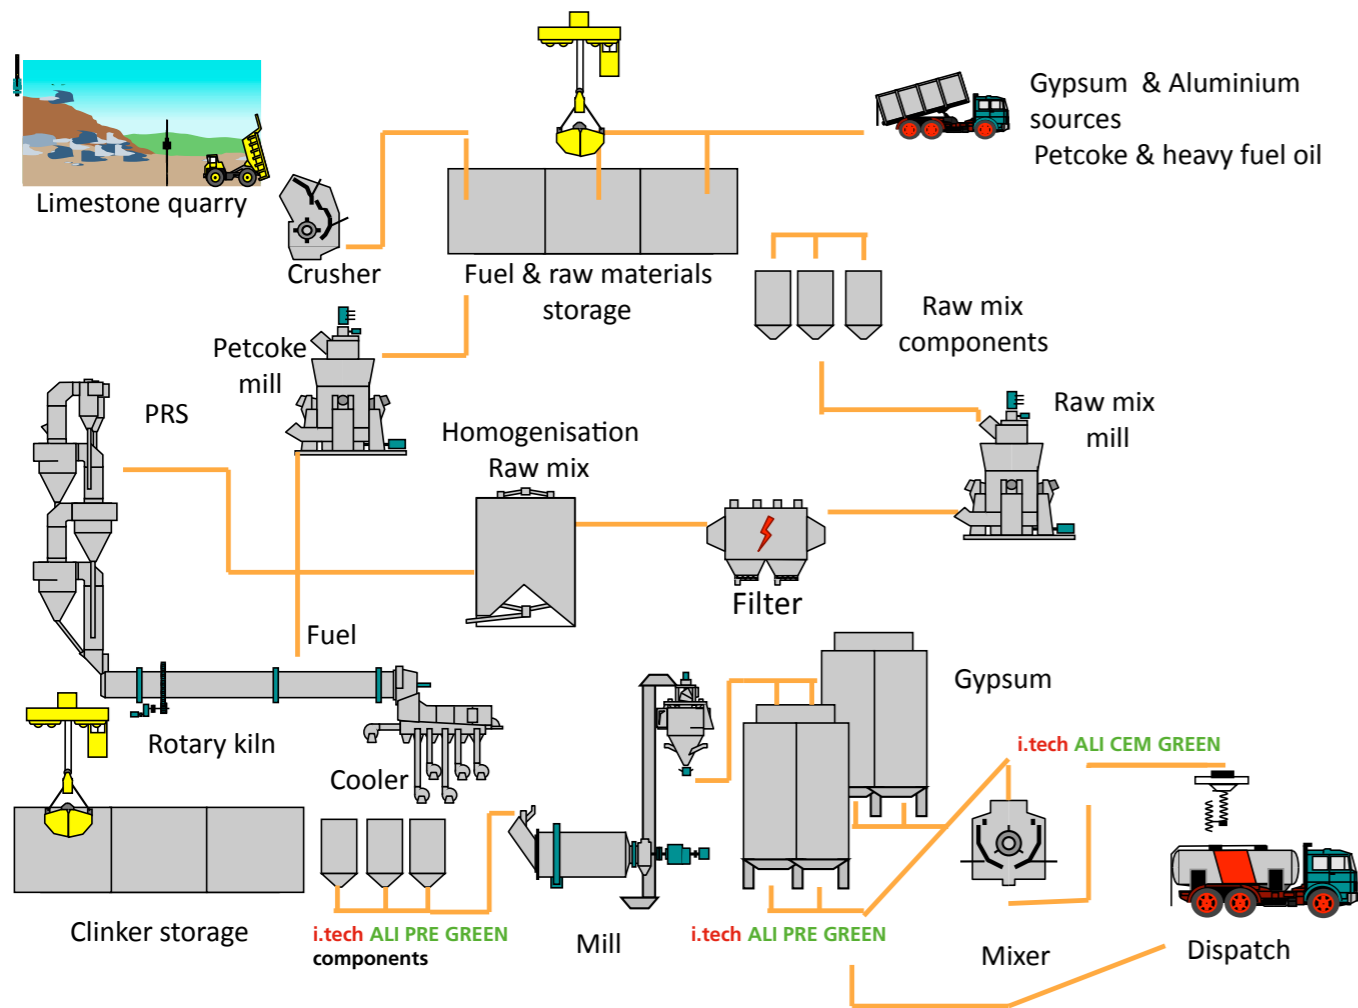 Gypsum & Aluminium
sources
Petcoke & heavy fuel oil
Limestone quarry
Crusher
Fuel & raw materials
storage
Raw mix
components
Petcoke
mill
PRS
Raw mix
mill
Homogenisation
Raw mix
Filter
Fuel
Gypsum
Rotary kiln
i.tech ALI CEM GREEN
Cooler
Clinker storage
i.tech ALI PRE GREEN
components
Mill
i.tech ALI PRE GREEN
Mixer
Dispatch